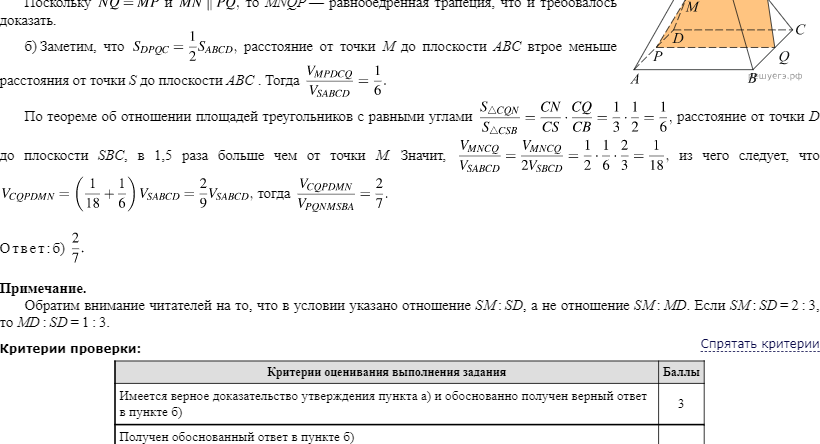 Поскольку NQ = MP и MN ∥ PQ, то MNQP — равнобедренная трапеция, что и требовалось
доказать.
б) Заметим, что S_{DPQC} = \frac{1}{2}S_{ABCD}, расстояние от точки M до плоскости ABC втрое меньше
расстояния от точки S до плоскости ABC . Тогда \frac{V_{MPDCQ}}{V_{SABCD}} = \frac{1}{6}.
По теореме об отношении площадей треугольников с равными углами \frac{S_{△CQN}}{S_{△CSB}} = \frac{CN}{CS} · \frac{CQ}{CB} = \frac{1}{3} · \frac{1}{2} = \frac{1}{6}, расстояние от точки D
до плоскости SBC, в 1,5 раза больше чем от точки M. Значит, \frac{V_{MNCQ}}{V_{SABCD}} = \frac{V_{MNCQ}}{2V_{SBCD}} = \frac{1}{2} · \frac{1}{6} · \frac{2}{3} = \frac{1}{18}, из чего следует, что
V_{CQPDMN} = (\frac{1}{18} + \frac{1}{6}) V_{SABCD} = \frac{2}{9}V_{SABCD}, тогда \frac{V_{CQPDMN}}{V_{PQNMSBA}} = \frac{2}{7}.
Ответ: б) \frac{2}{7}.
M
D
C
P
Q
A
B
решуегэ.рф
Примечание.
Обратим внимание читателей на то, что в условии указано отношение SM : SD, а не отношение SM : MD. Если SM : SD = 2 : 3,
то MD : SD = 1 : 3.
Критерии проверки:
Спрятать критерии
Критерии оценивания выполнения задания Баллы
Имеется верное доказательство утверждения пункта а) и обоснованно получен верный ответ
в пункте б)
3
Получен обоснованный ответ в пункте б)